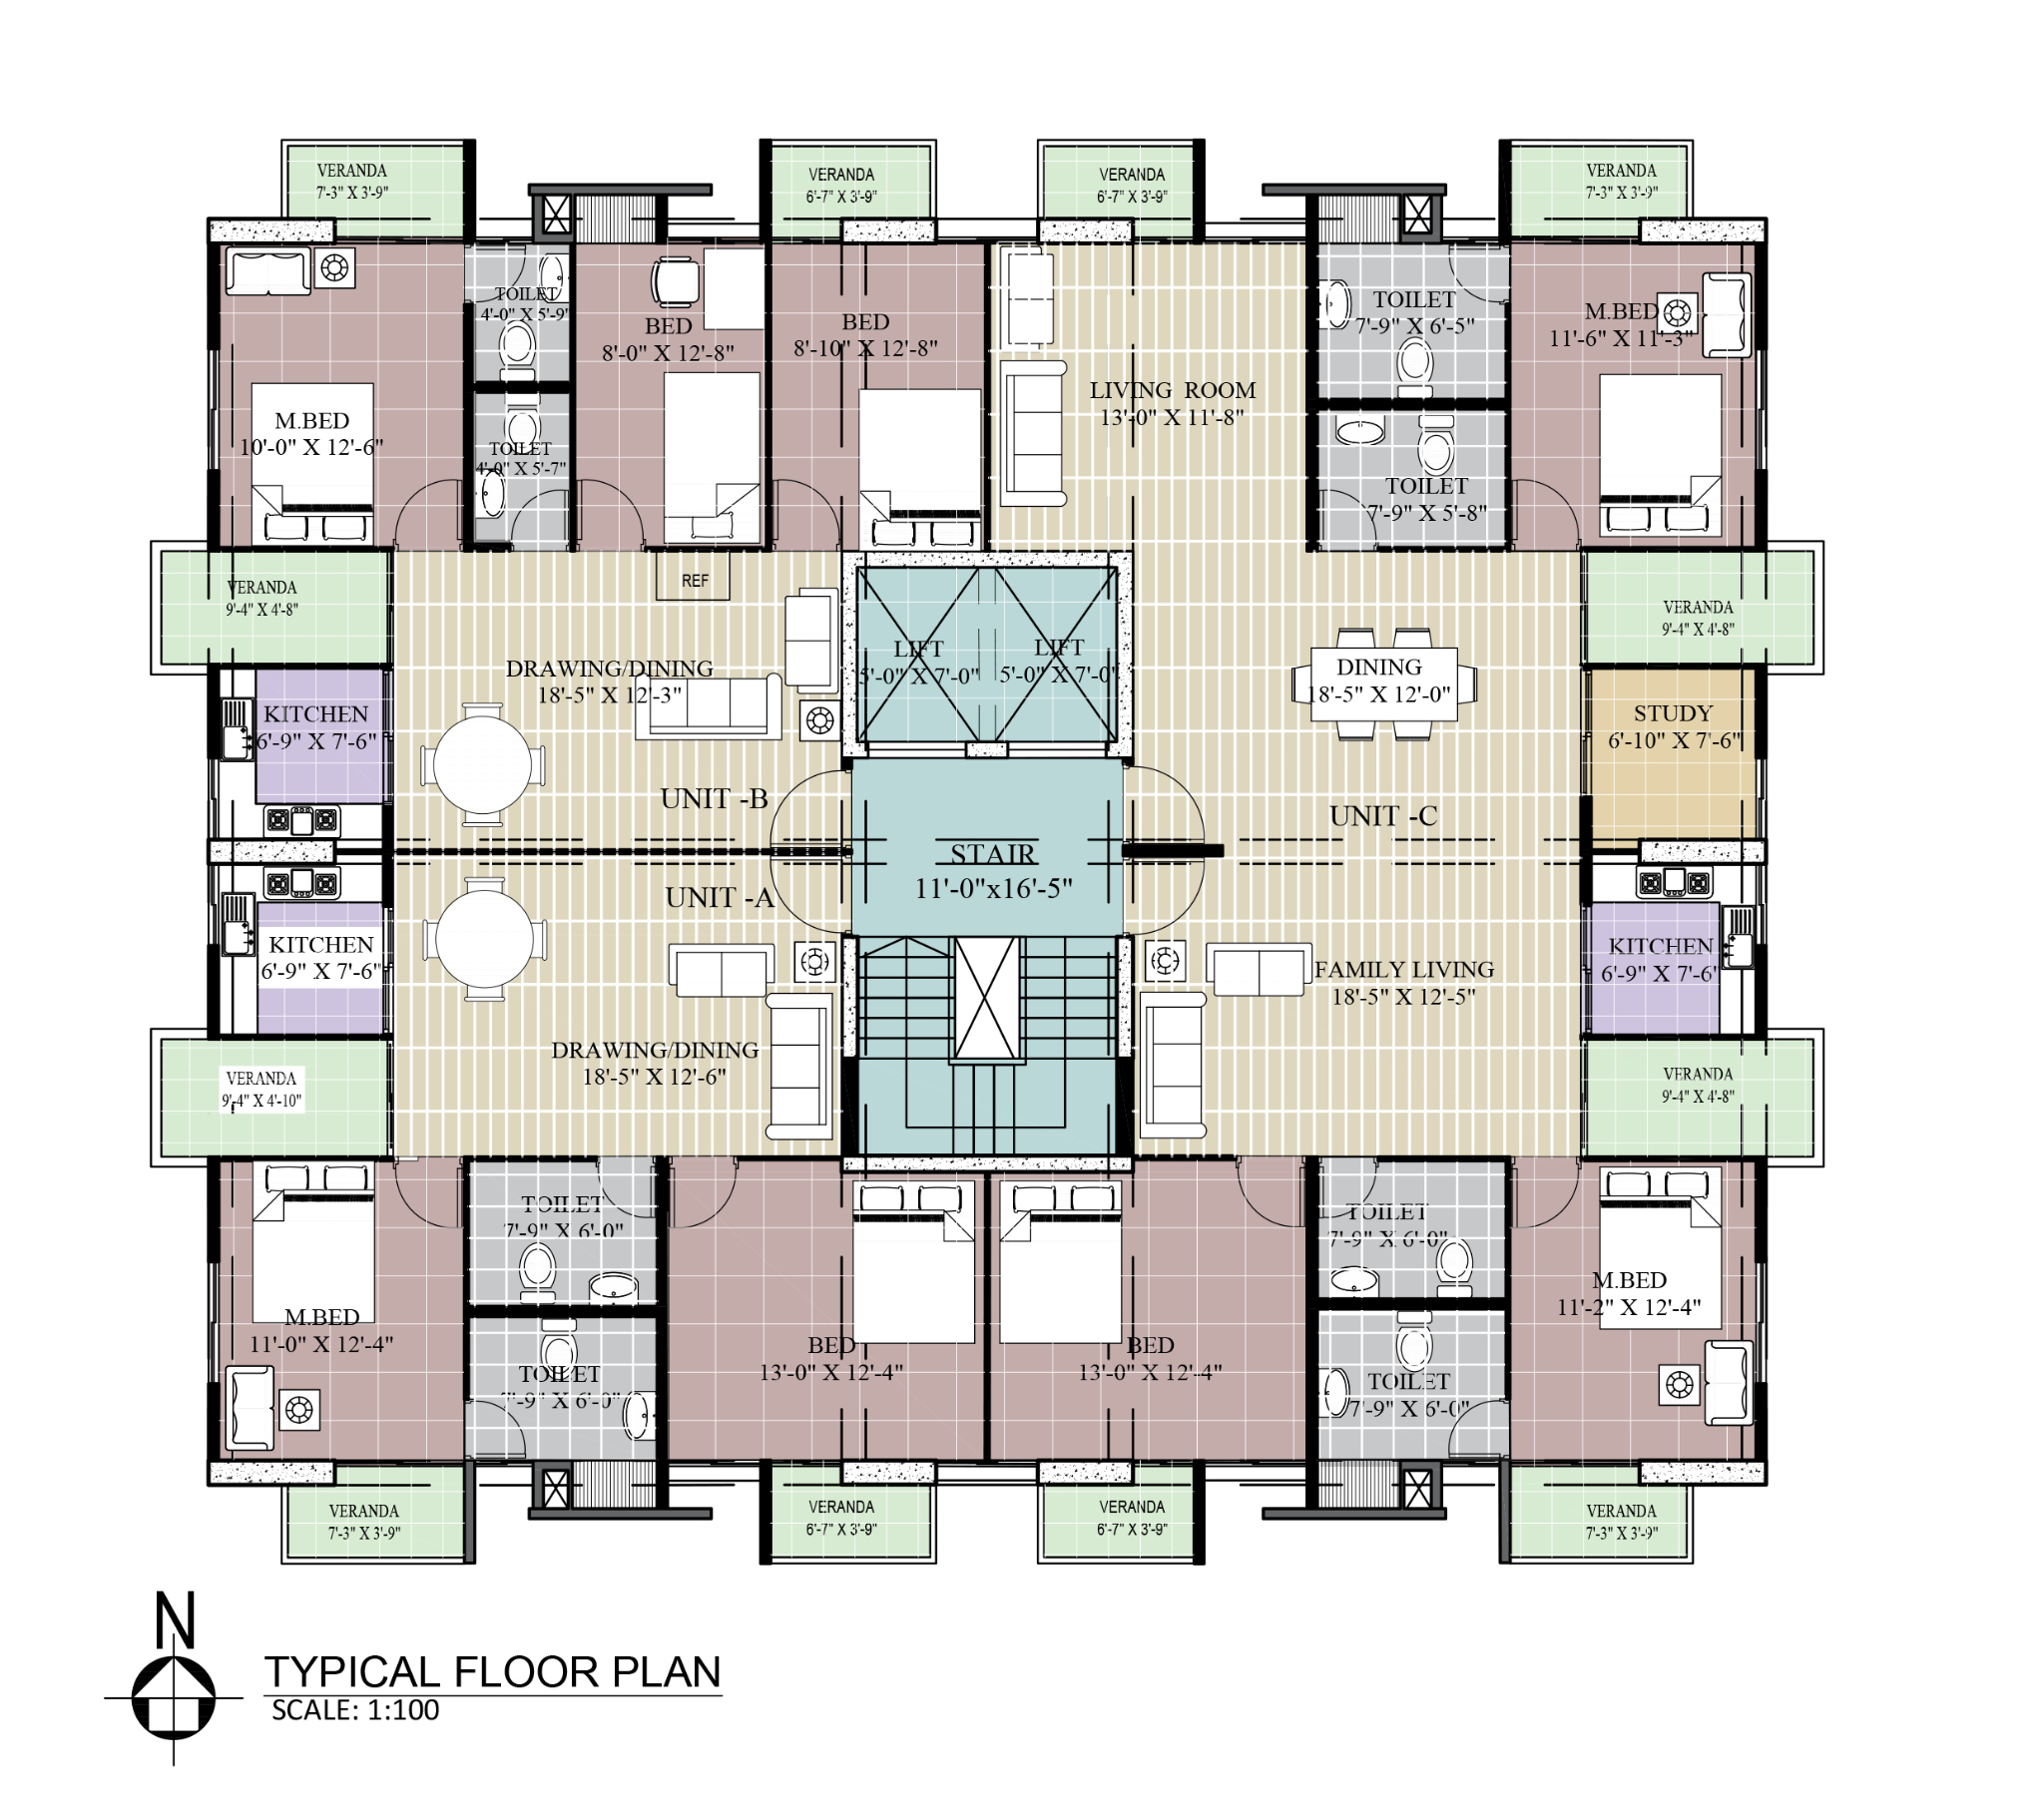 VERANDA
7'-3" X 3'-9"
VERANDA
6'-7" X 3'-9"
VERANDA
6'-7" X 3'-9"
VERANDA
7'-3" X 3'-9"
TOILET
4'-0" X 5'-9"
BED
8'-0" X 12'-8"
BED
8'-10" X 12'-8"
TOILET
7'-9" X 6'-5"
M.BED
11'-6" X 11'-3"
M.BED
10'-0" X 12'-6"
TOILET
4'-0" X 5'-7"
LIVING ROOM
13'-0" X 11'-8"
TOILET
7'-9" X 5'-8"
VERANDA
9'-4" X 4'-8"
REF
VERANDA
9'-4" X 4'-8"
DRAWING/DINING
18'-5" X 12'-3"
LIFT
5'-0" X 7'-0"
LIFT
5'-0" X 7'-0"
DINING
18'-5" X 12'-0"
KITCHEN
6'-9" X 7'-6"
STUDY
6'-10" X 7'-6"
UNIT -B
UNIT -C
STAIR
11'-0"x16'-5"
UNIT -A
KITCHEN
6'-9" X 7'-6"
FAMILY LIVING
18'-5" X 12'-5"
KITCHEN
6'-9" X 7'-6"
DRAWING/DINING
18'-5" X 12'-6"
VERANDA
9'-4" X 4'-10"
VERANDA
9'-4" X 4'-8"
TOILET
7'-9" X 6'-0"
TOILET
7'-9" X 6'-0"
M.BED
11'-2" X 12'-4"
M.BED
11'-0" X 12'-4"
TOILET
7'-9" X 6'-0"
BED
13'-0" X 12'-4"
BED
13'-0" X 12'-4"
TOILET
7'-9" X 6'-0"
VERANDA
7'-3" X 3'-9"
VERANDA
6'-7" X 3'-9"
VERANDA
6'-7" X 3'-9"
VERANDA
7'-3" X 3'-9"
N
TYPICAL FLOOR PLAN
SCALE: 1:100